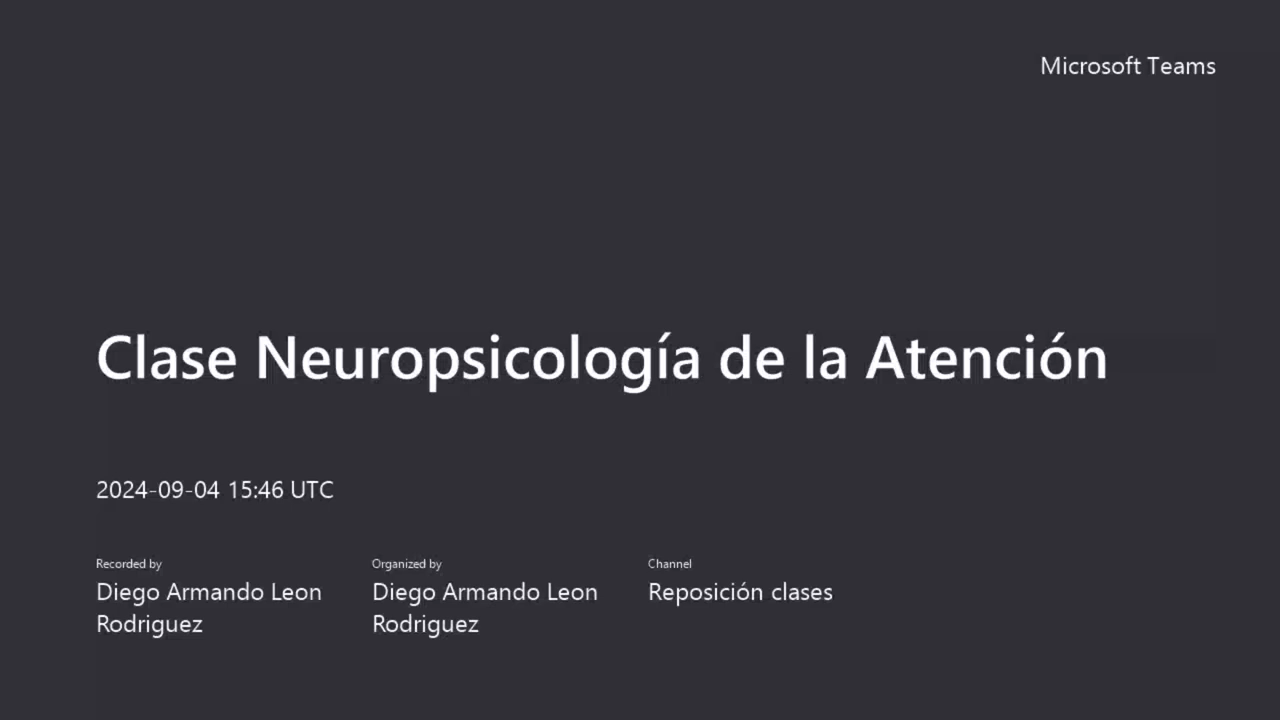 Microsoft Teams
Clase Neuropsicología de la Atención
2024-09-04 15:46 UTC
Recorded by
Diego Armando Leon
Rodriguez
Organized by
Diego Armando Leon
Rodriguez
Channel
Reposición clases